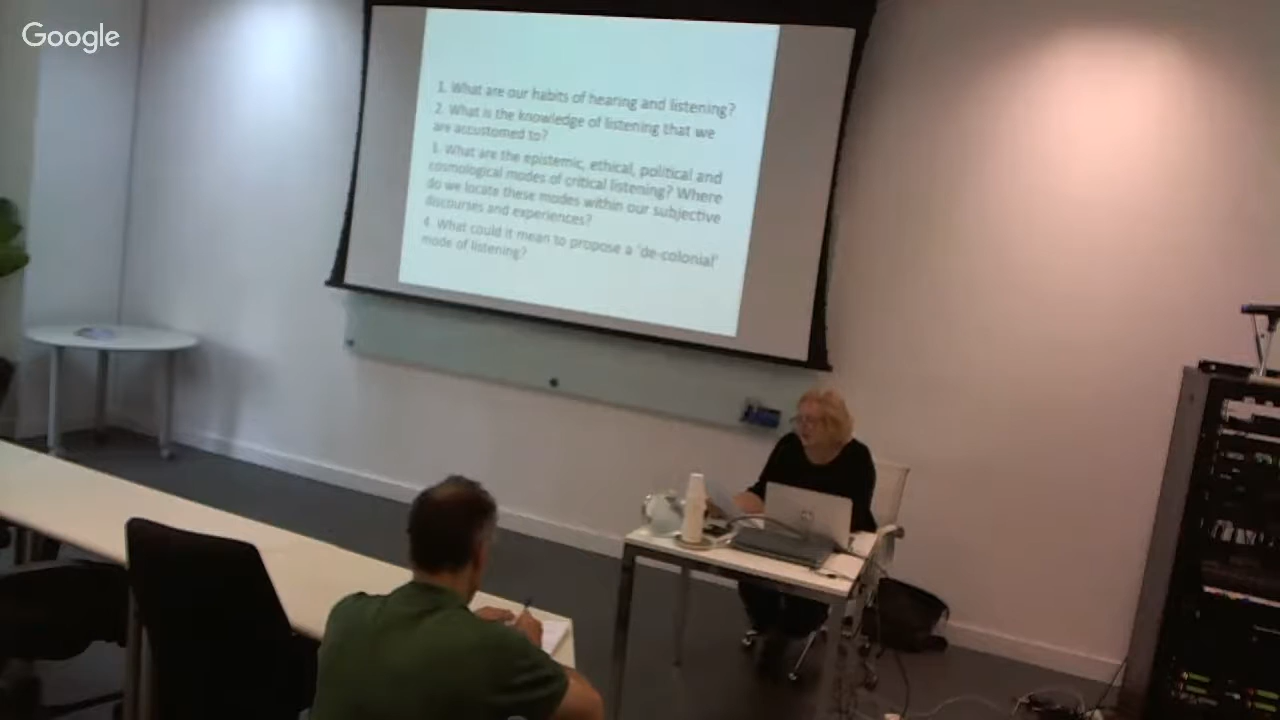 Google
1. What are our habits of hearing and listening?
2. What is the knowledge of listening that we
are accustomed to?
3. What are the epistemic, ethical, political and
cosmological modes of critical listening? Where
do we locate these modes within our subjective
discourses and experiences?
4. What could it mean to propose a 'de-colonial'
mode of listening?